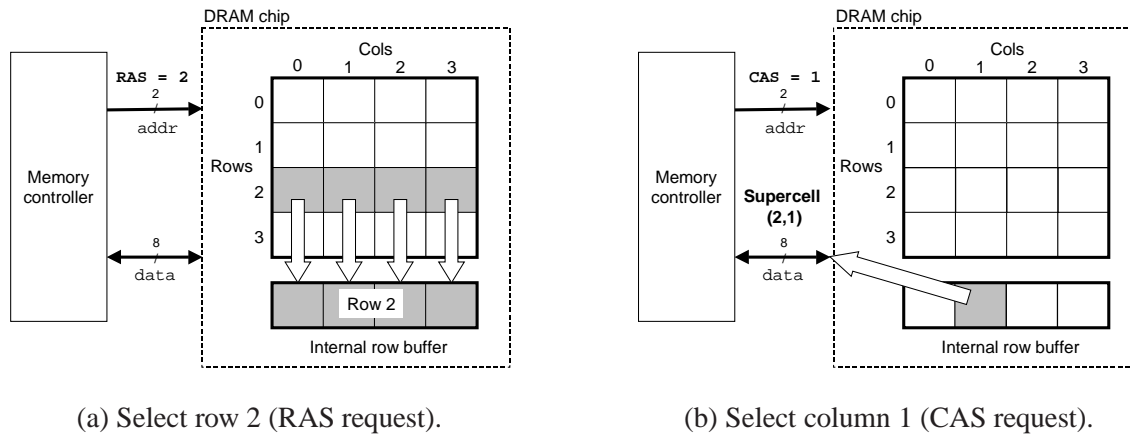 DRAM chip
Cols
0 1 2 3
RAS = 2
2
addr
0
1
Rows
2
3
Memory
controller
8
data
Row 2
Internal row buffer
(a) Select row 2 (RAS request).
DRAM chip
Cols
0 1 2 3
CAS = 1
2
addr
0
1
Rows
2
3
Memory
controller
Supercell
(2,1)
8
data
Internal row buffer
(b) Select column 1 (CAS request).